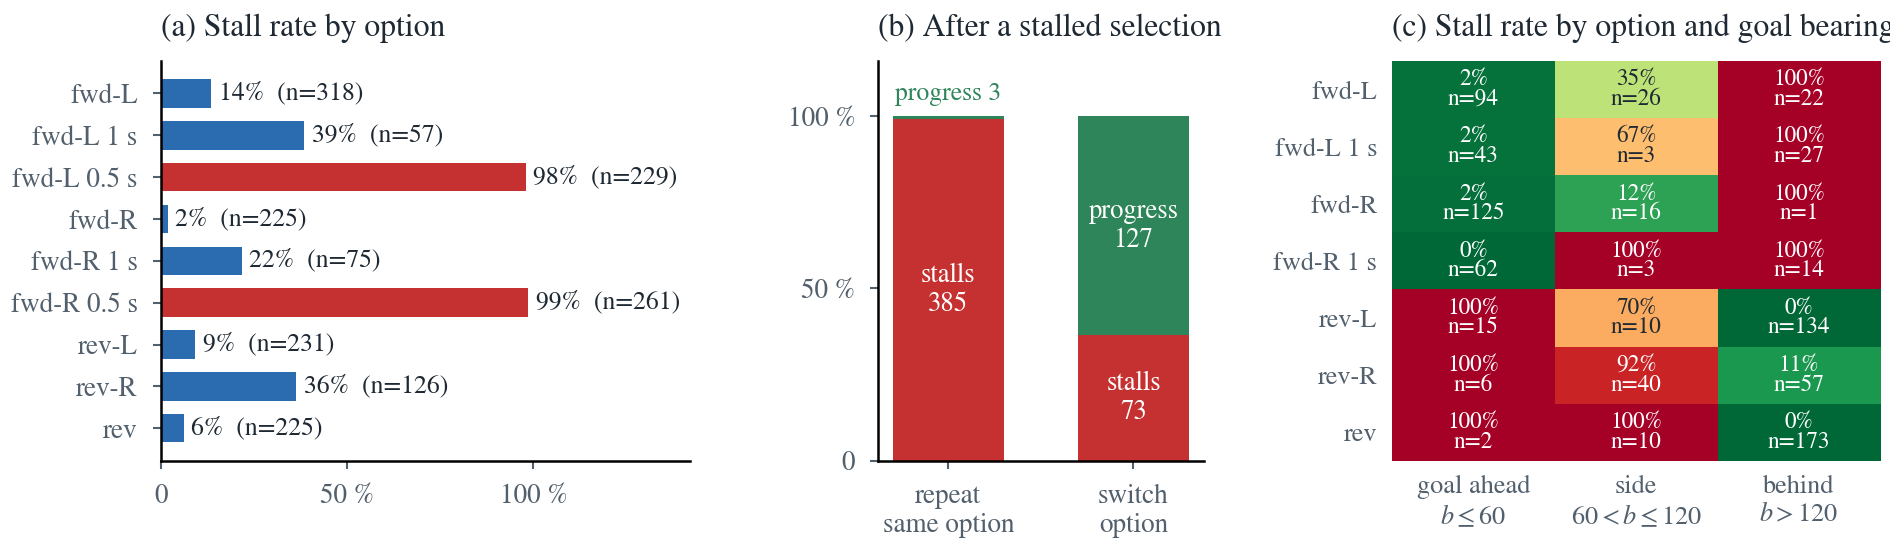 (a) Stall rate by option
fwd-L
14% (n=318)
fwd-L 1 s
39% (n=57)
fwd-L 0.5 s
98% (n=229)
fwd-R
2% (n=225)
fwd-R 1 s
22% (n=75)
fwd-R 0.5 s
99% (n=261)
rev-L
9% (n=231)
rev-R
36% (n=126)
rev
6% (n=225)
0
50 %
100 %
(b) After a stalled selection
progress 3
100 %
50 %
0
stalls
385
progress
127
stalls
73
repeat
same option
switch
option
(c) Stall rate by option and goal bearing
fwd-L
2%
n=94
35%
n=26
100%
n=22
fwd-L 1 s
2%
n=43
67%
n=3
100%
n=27
fwd-R
2%
n=125
12%
n=16
100%
n=1
fwd-R 1 s
0%
n=62
100%
n=3
100%
n=14
rev-L
100%
n=15
70%
n=10
0%
n=134
rev-R
100%
n=6
92%
n=40
11%
n=57
rev
100%
n=2
100%
n=10
0%
n=173
goal ahead
b ≤ 60
side
60 < b ≤ 120
behind
b > 120